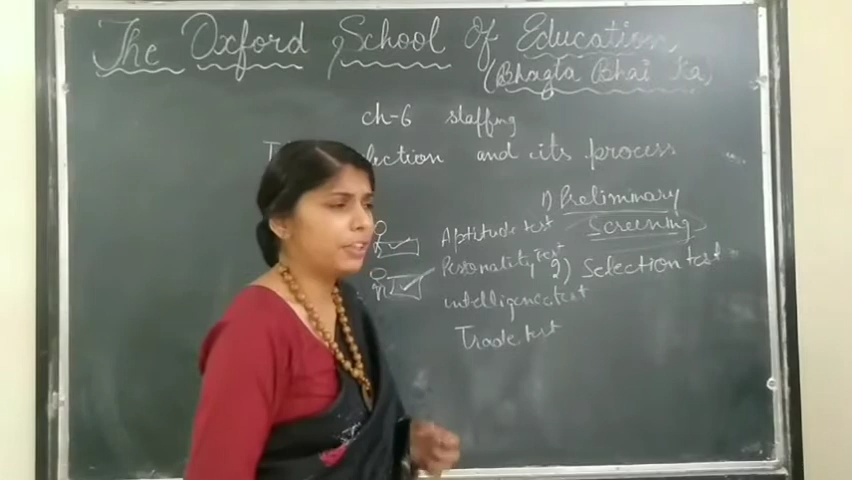 The Oxford School Of Education
(Bhagta Bhai Ka)
ch-6 staffing
and its process
1) Preliminary
Screening
Aptitude test
Personality test
2) Selection test
intelligence test
Trade test